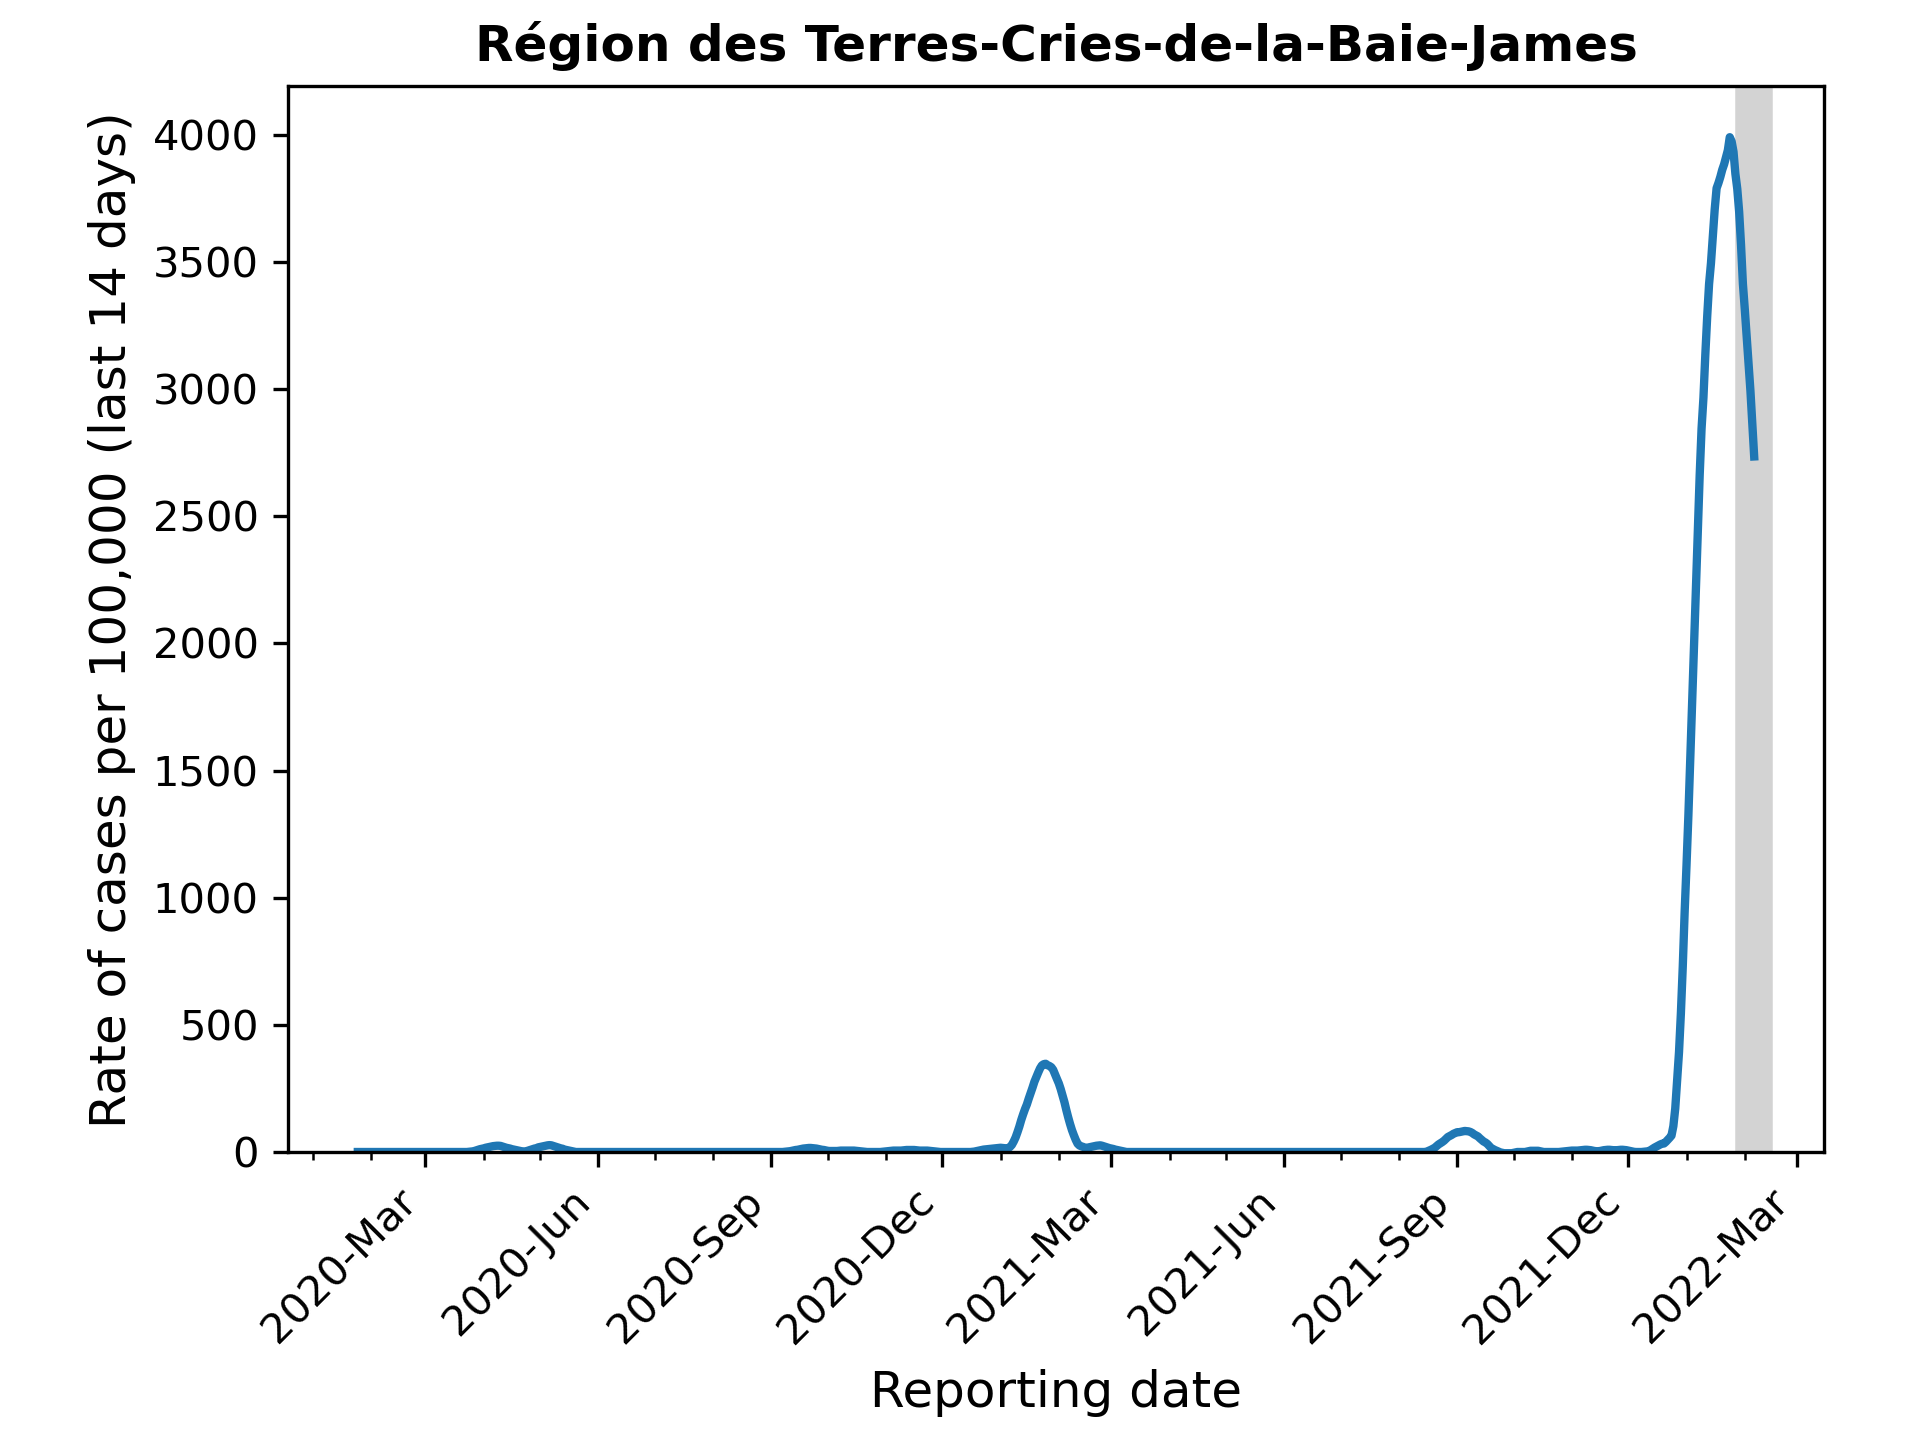 Région des Terres-Cries-de-la-Baie-James
Rate of cases per 100,000 (last 14 days)
4000
3500
3000
2500
2000
1500
1000
500
0
2020-Mar
2020-Jun
2020-Sep
2020-Dec
2021-Mar
2021-Jun
2021-Sep
2021-Dec
2022-Mar
Reporting date